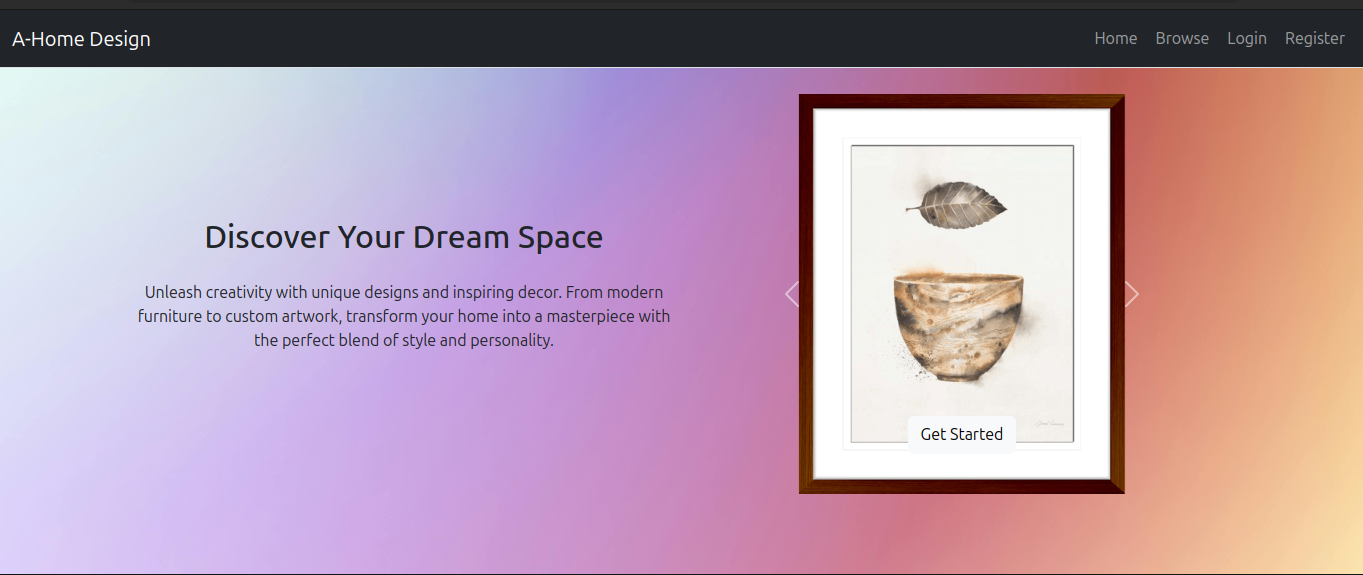 A-Home Design
Home Browse Login Register
Discover Your Dream Space
Unleash creativity with unique designs and inspiring decor. From modern
furniture to custom artwork, transform your home into a masterpiece with
the perfect blend of style and personality.
Get Started